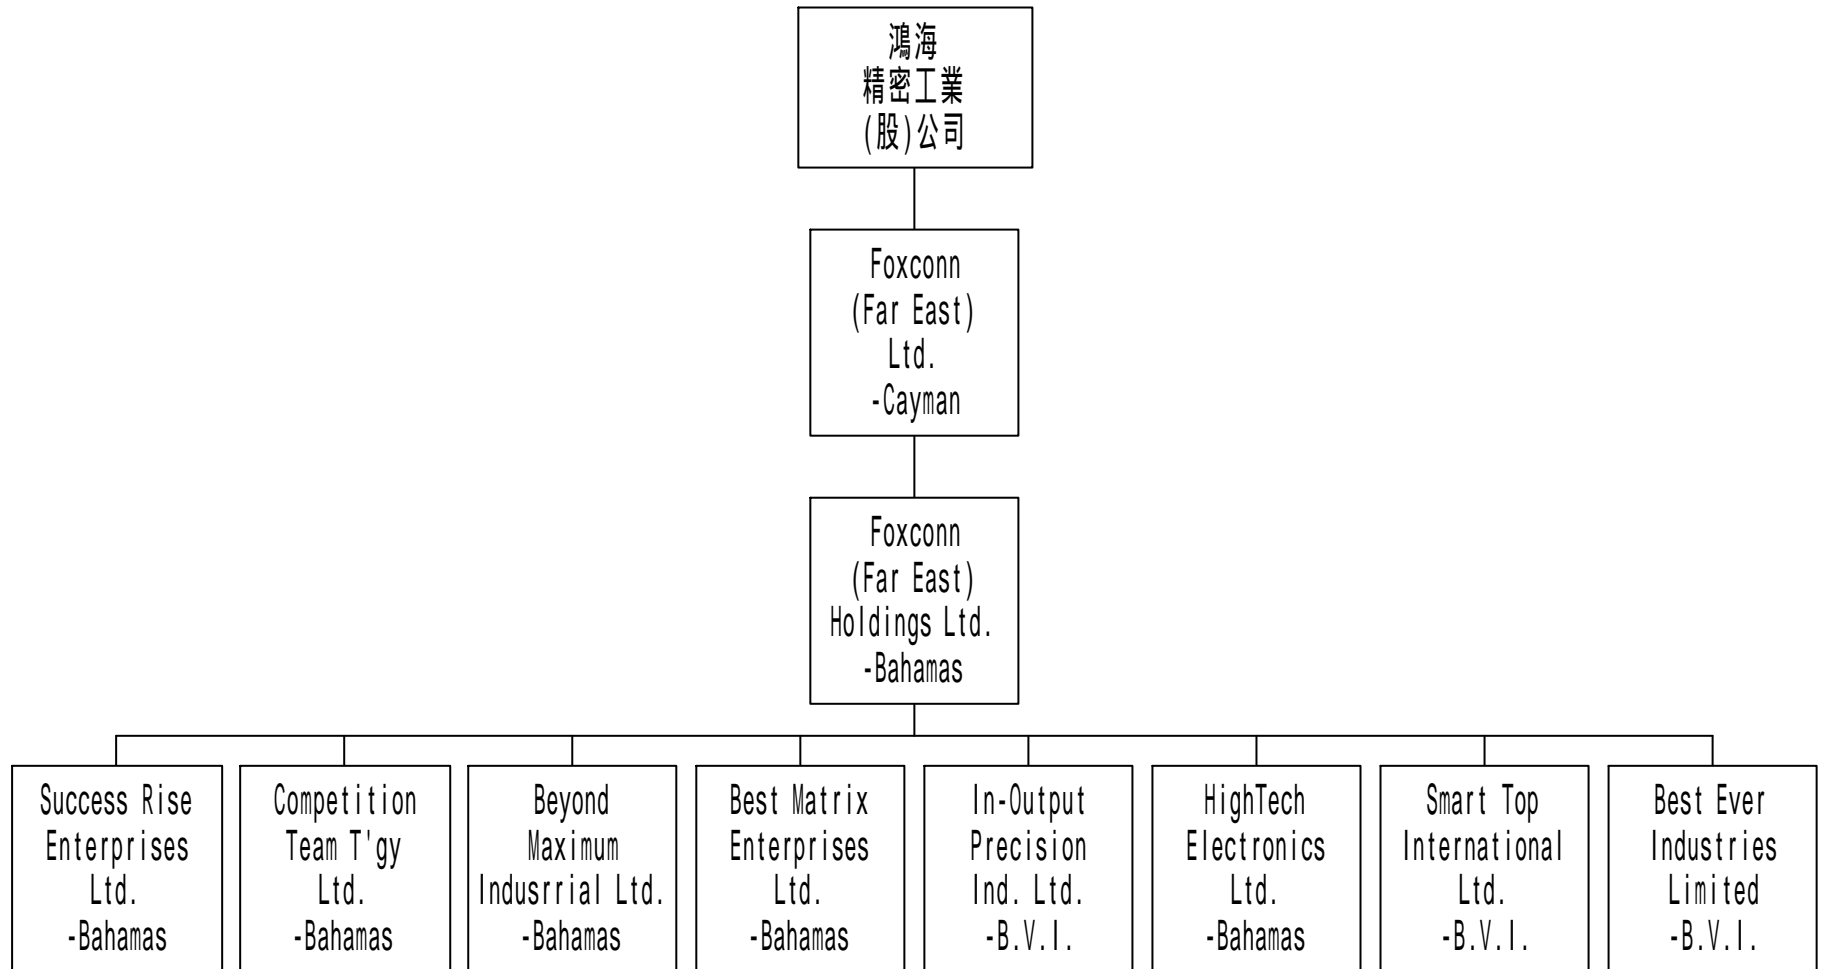 鴻海
精密工業
(股)公司
Foxconn
(Far East)
Ltd.
-Cayman
Foxconn
(Far East)
Holdings Ltd.
-Bahamas
Success Rise
Enterprises
Ltd.
-Bahamas
Competition
Team T'gy
Ltd.
-Bahamas
Beyond
Maximum
Indusrrial Ltd.
-Bahamas
Best Matrix
Enterprises
Ltd.
-Bahamas
In-Output
Precision
Ind. Ltd.
-B.V.I.
HighTech
Electronics
Ltd.
-Bahamas
Smart Top
International
Ltd.
-B.V.I.
Best Ever
Industries
Limited
-B.V.I.